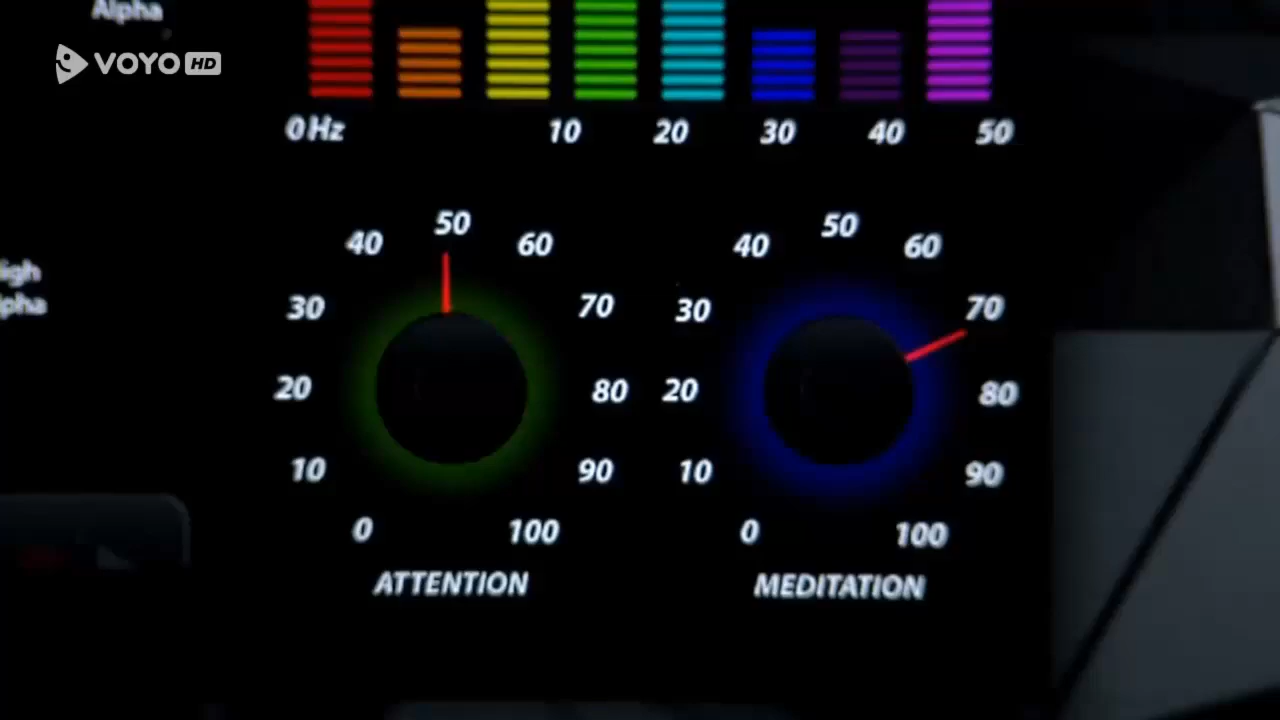 Alpha
VOYO HD
0 Hz 10 20 30 40 50
50 50
40 60 40 60
30 70 30 70
20 80 20 80
10 90 10 90
0 100 0 100
ATTENTION MEDITATION